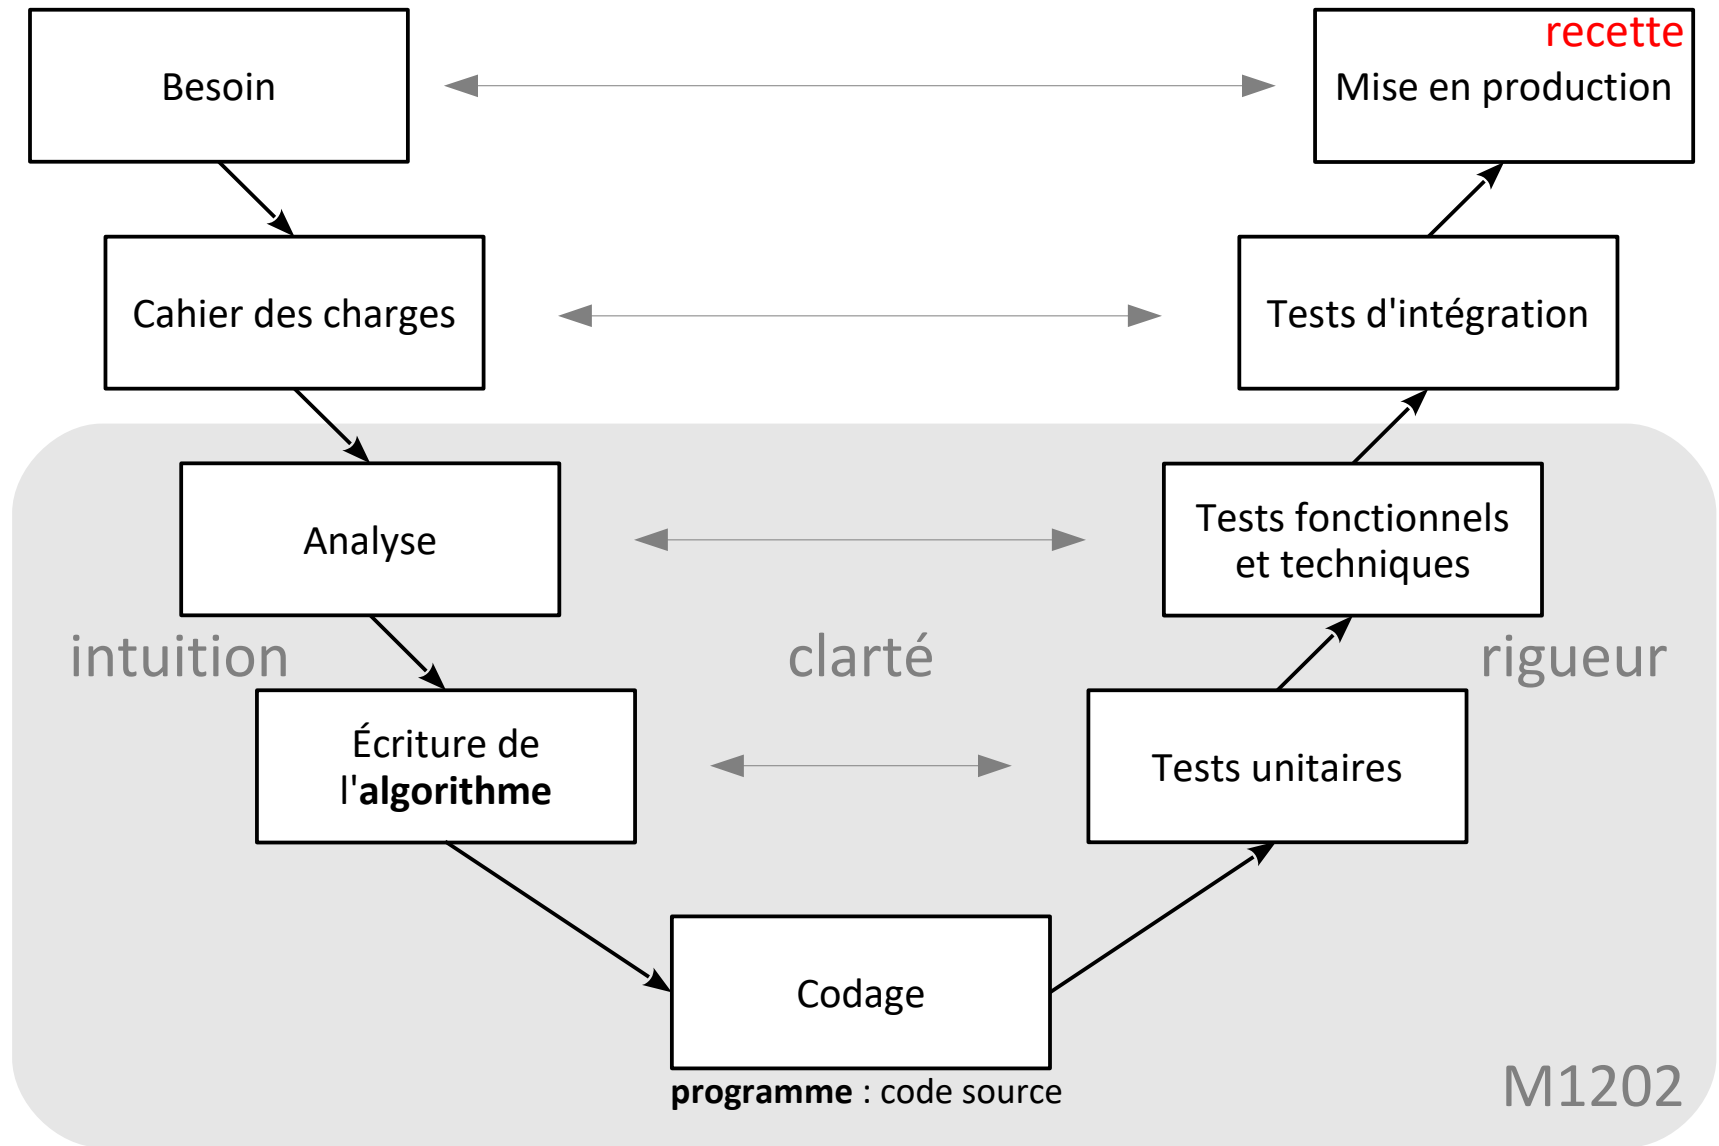 Besoin
recette
Mise en production
Cahier des charges
Tests d'intégration
Analyse
Tests fonctionnels
et techniques
intuition
clarté
rigueur
Écriture de
l'algorithme
Tests unitaires
Codage
programme : code source
M1202